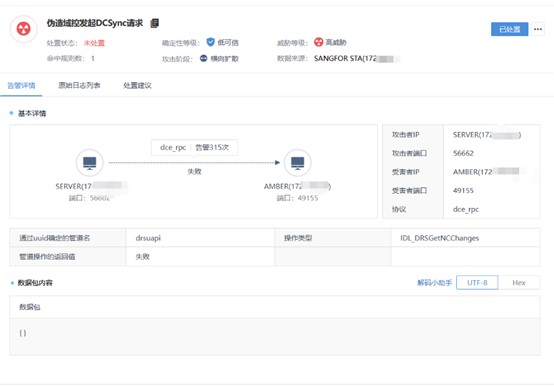 伪造域控发起DCSync请求
已处置
处置状态： 未处置
确定性等级： 低可信
威胁等级： 高威胁
命中规则数： 1
攻击阶段： 横向扩散
数据来源： SANGFOR STA(172
告警详情 原始日志列表 处置建议
基本详情
dce_rpc 告警315次
失败
SERVER(17
端口：56662
AMBER(172
端口：49155
攻击者IP SERVER(172
攻击者端口 56662
受害者IP AMBER(172
受害者端口 49155
协议 dce_rpc
通过uuid确定的管道名 drsuapi 操作类型 IDL_DRSGetNCChanges
管道操作的返回值 失败
数据包内容
解码小助手 UTF-8 Hex
数据包
{ }